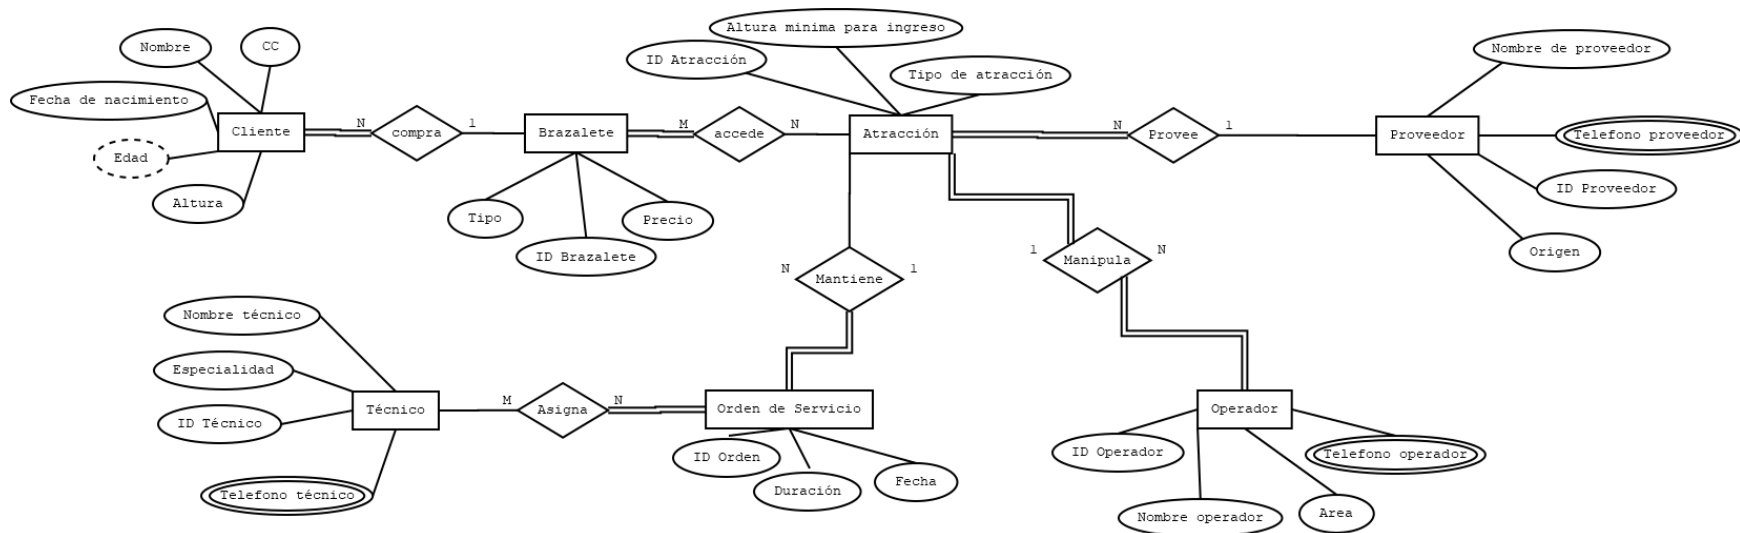 Altura minima para ingreso
Nombre
CC
ID Atracción
Tipo de atracción
Nombre de proveedor
Fecha de nacimiento
Cliente
N
compra
1
Brazalete
M
accede
N
Atracción
N
Provee
1
Proveedor
Telefono proveedor
Edad
ID Proveedor
Altura
Tipo
Precio
ID Brazalete
Origen
1
Manipula
N
N
Mantiene
1
Nombre técnico
Especialidad
Técnico
M
Asigna
N
Orden de Servicio
Operador
ID Técnico
ID Orden
ID Operador
Telefono operador
Telefono técnico
Duración
Fecha
Nombre operador
Area